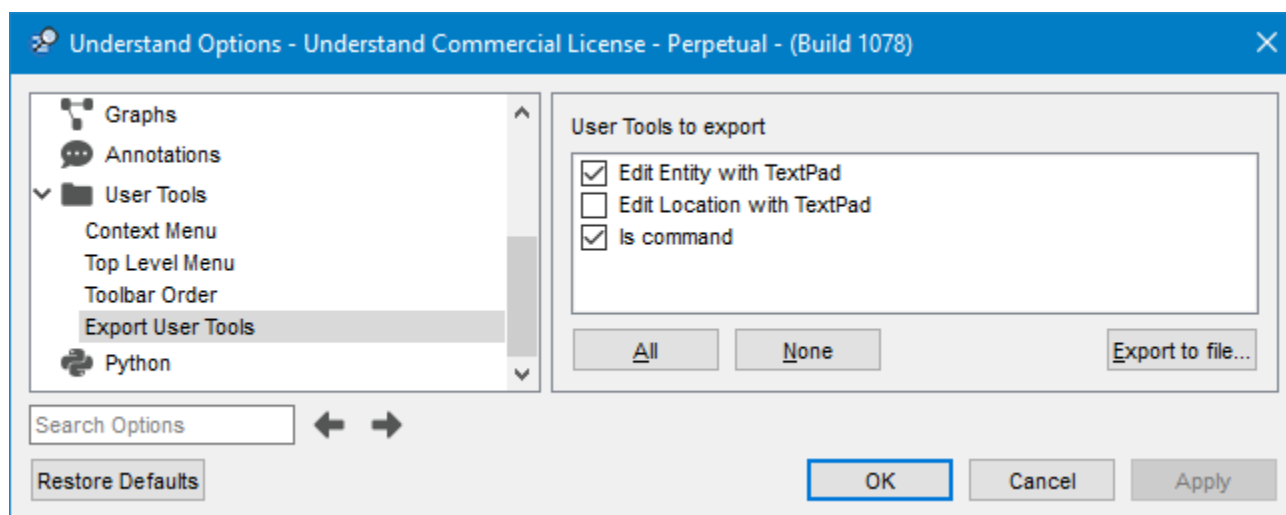 Understand Options - Understand Commercial License - Perpetual - (Build 1078)
Graphs
Annotations
User Tools
Context Menu
Top Level Menu
Toolbar Order
Export User Tools
Python
User Tools to export
Edit Entity with TextPad
Edit Location with TextPad
ls command
All
None
Export to file...
Search Options
Restore Defaults
OK
Cancel
Apply